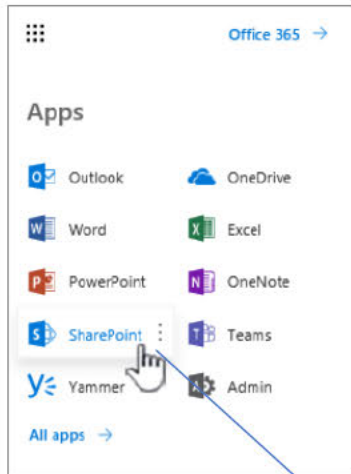 Office 365 →
Apps
Outlook OneDrive
Word Excel
PowerPoint OneNote
SharePoint Teams
Yammer Admin
All apps →